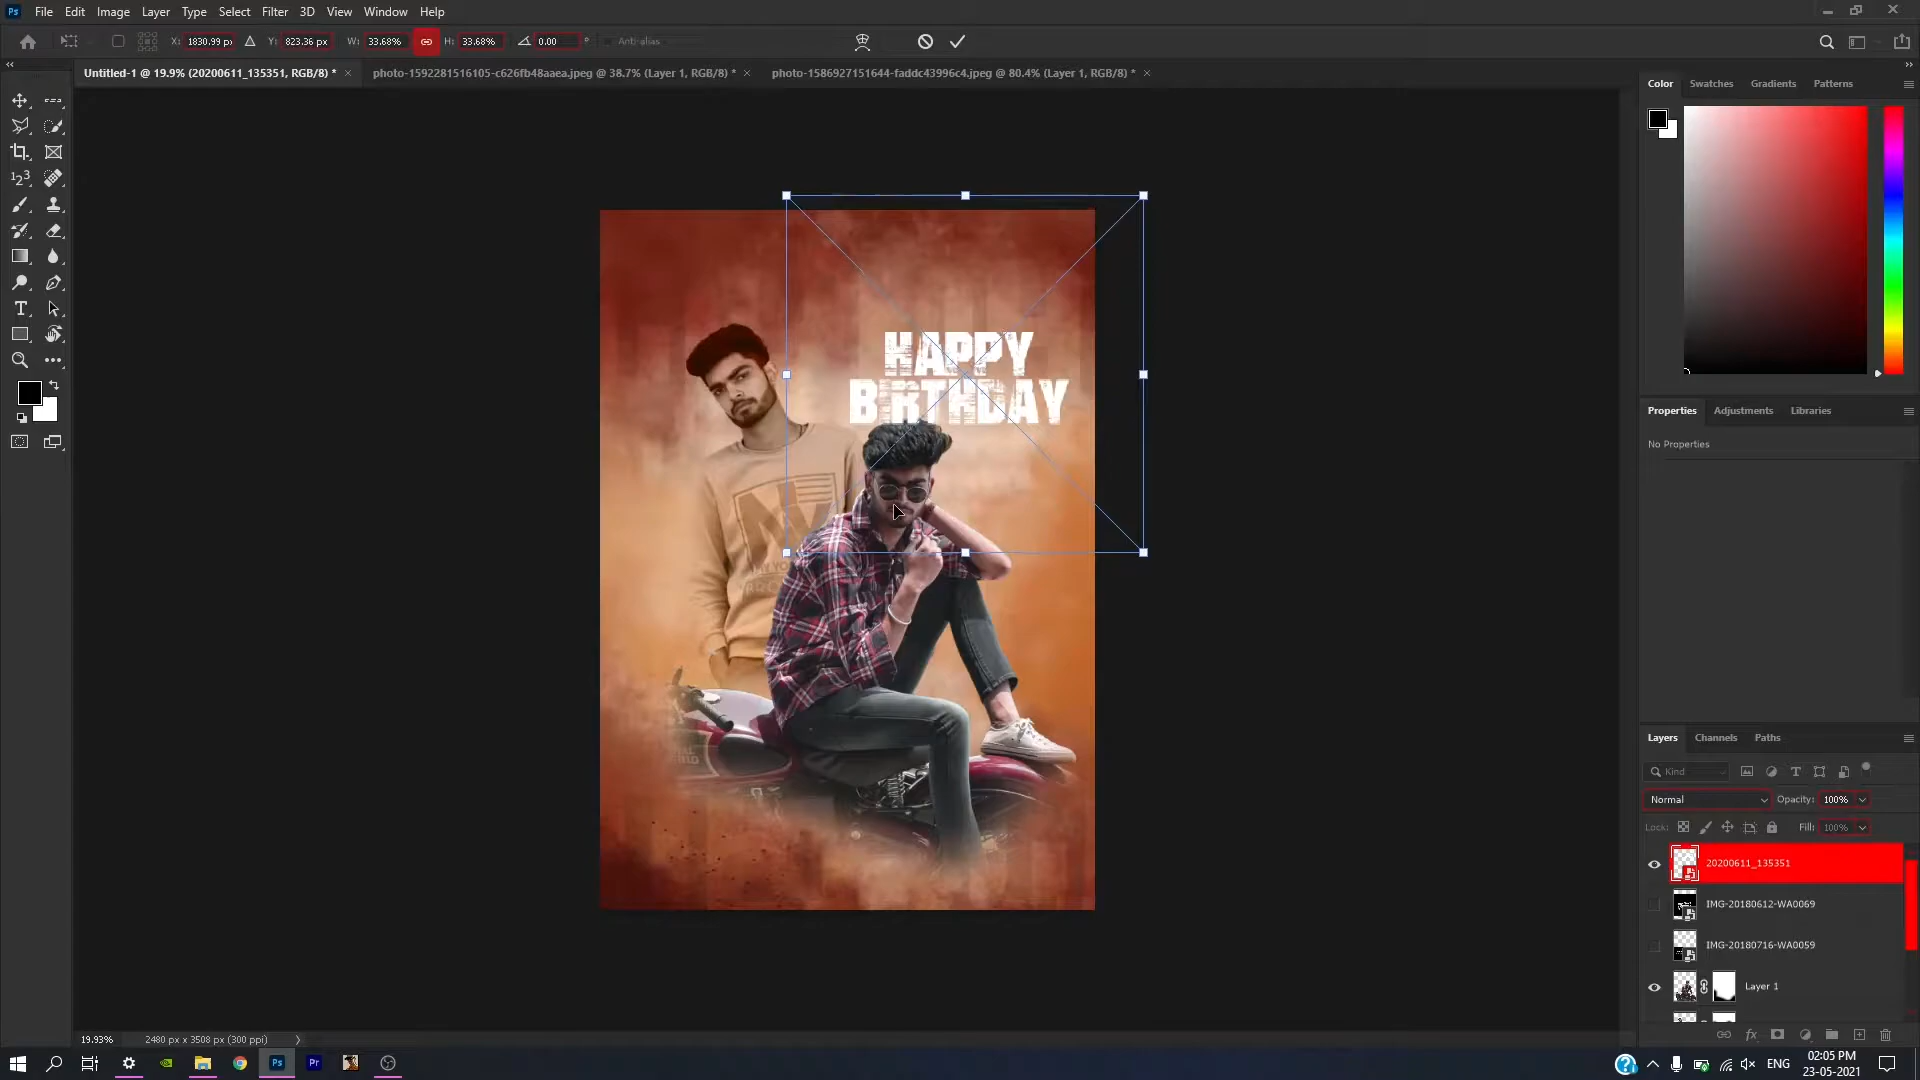 Ps File Edit Image Layer Type Select Filter 3D View Window Help
X: 1830.99 px Y: 823.36 px W: 33.68% H: 33.68% 0.00 ° Anti-alias
Untitled-1 @ 19.9% (20200611_135351, RGB/8) * ×
photo-1592281516105-c626fb48aaea.jpeg @ 38.7% (Layer 1, RGB/8) * ×
photo-1586927151644-faddc43996c4.jpeg @ 80.4% (Layer 1, RGB/8) * ×
Color Swatches Gradients Patterns
HAPPY
BIRTHDAY
Properties Adjustments Libraries
No Properties
Layers Channels Paths
Kind
Normal Opacity: 100%
Lock: Fill: 100%
20200611_135351
IMG-20180612-WA0069
IMG-20180716-WA0059
Layer 1
19.93% 2480 px x 3508 px (300 ppi)
Ps Pr
ENG
02:05 PM
23-05-2021